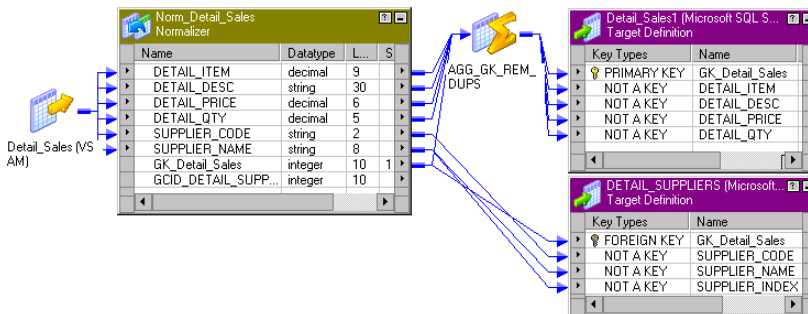 Norm_Detail_Sales
Normalizer
Name Datatype L... S
DETAIL_ITEM decimal 9
DETAIL_DESC string 30
DETAIL_PRICE decimal 6
DETAIL_QTY decimal 5
SUPPLIER_CODE string 2
SUPPLIER_NAME string 8
GK_Detail_Sales integer 10 1
GCID_DETAIL_SUPP... integer 10
Detail_Sales (VS
AM)
AGG_GK_REM_
DUPS
Detail_Sales1 (Microsoft SQL S...
Target Definition
Key Types Name
PRIMARY KEY GK_Detail_Sales
NOT A KEY DETAIL_ITEM
NOT A KEY DETAIL_DESC
NOT A KEY DETAIL_PRICE
NOT A KEY DETAIL_QTY
DETAIL_SUPPLIERS (Microsoft...
Target Definition
Key Types Name
FOREIGN KEY GK_Detail_Sales
NOT A KEY SUPPLIER_CODE
NOT A KEY SUPPLIER_NAME
NOT A KEY SUPPLIER_INDEX